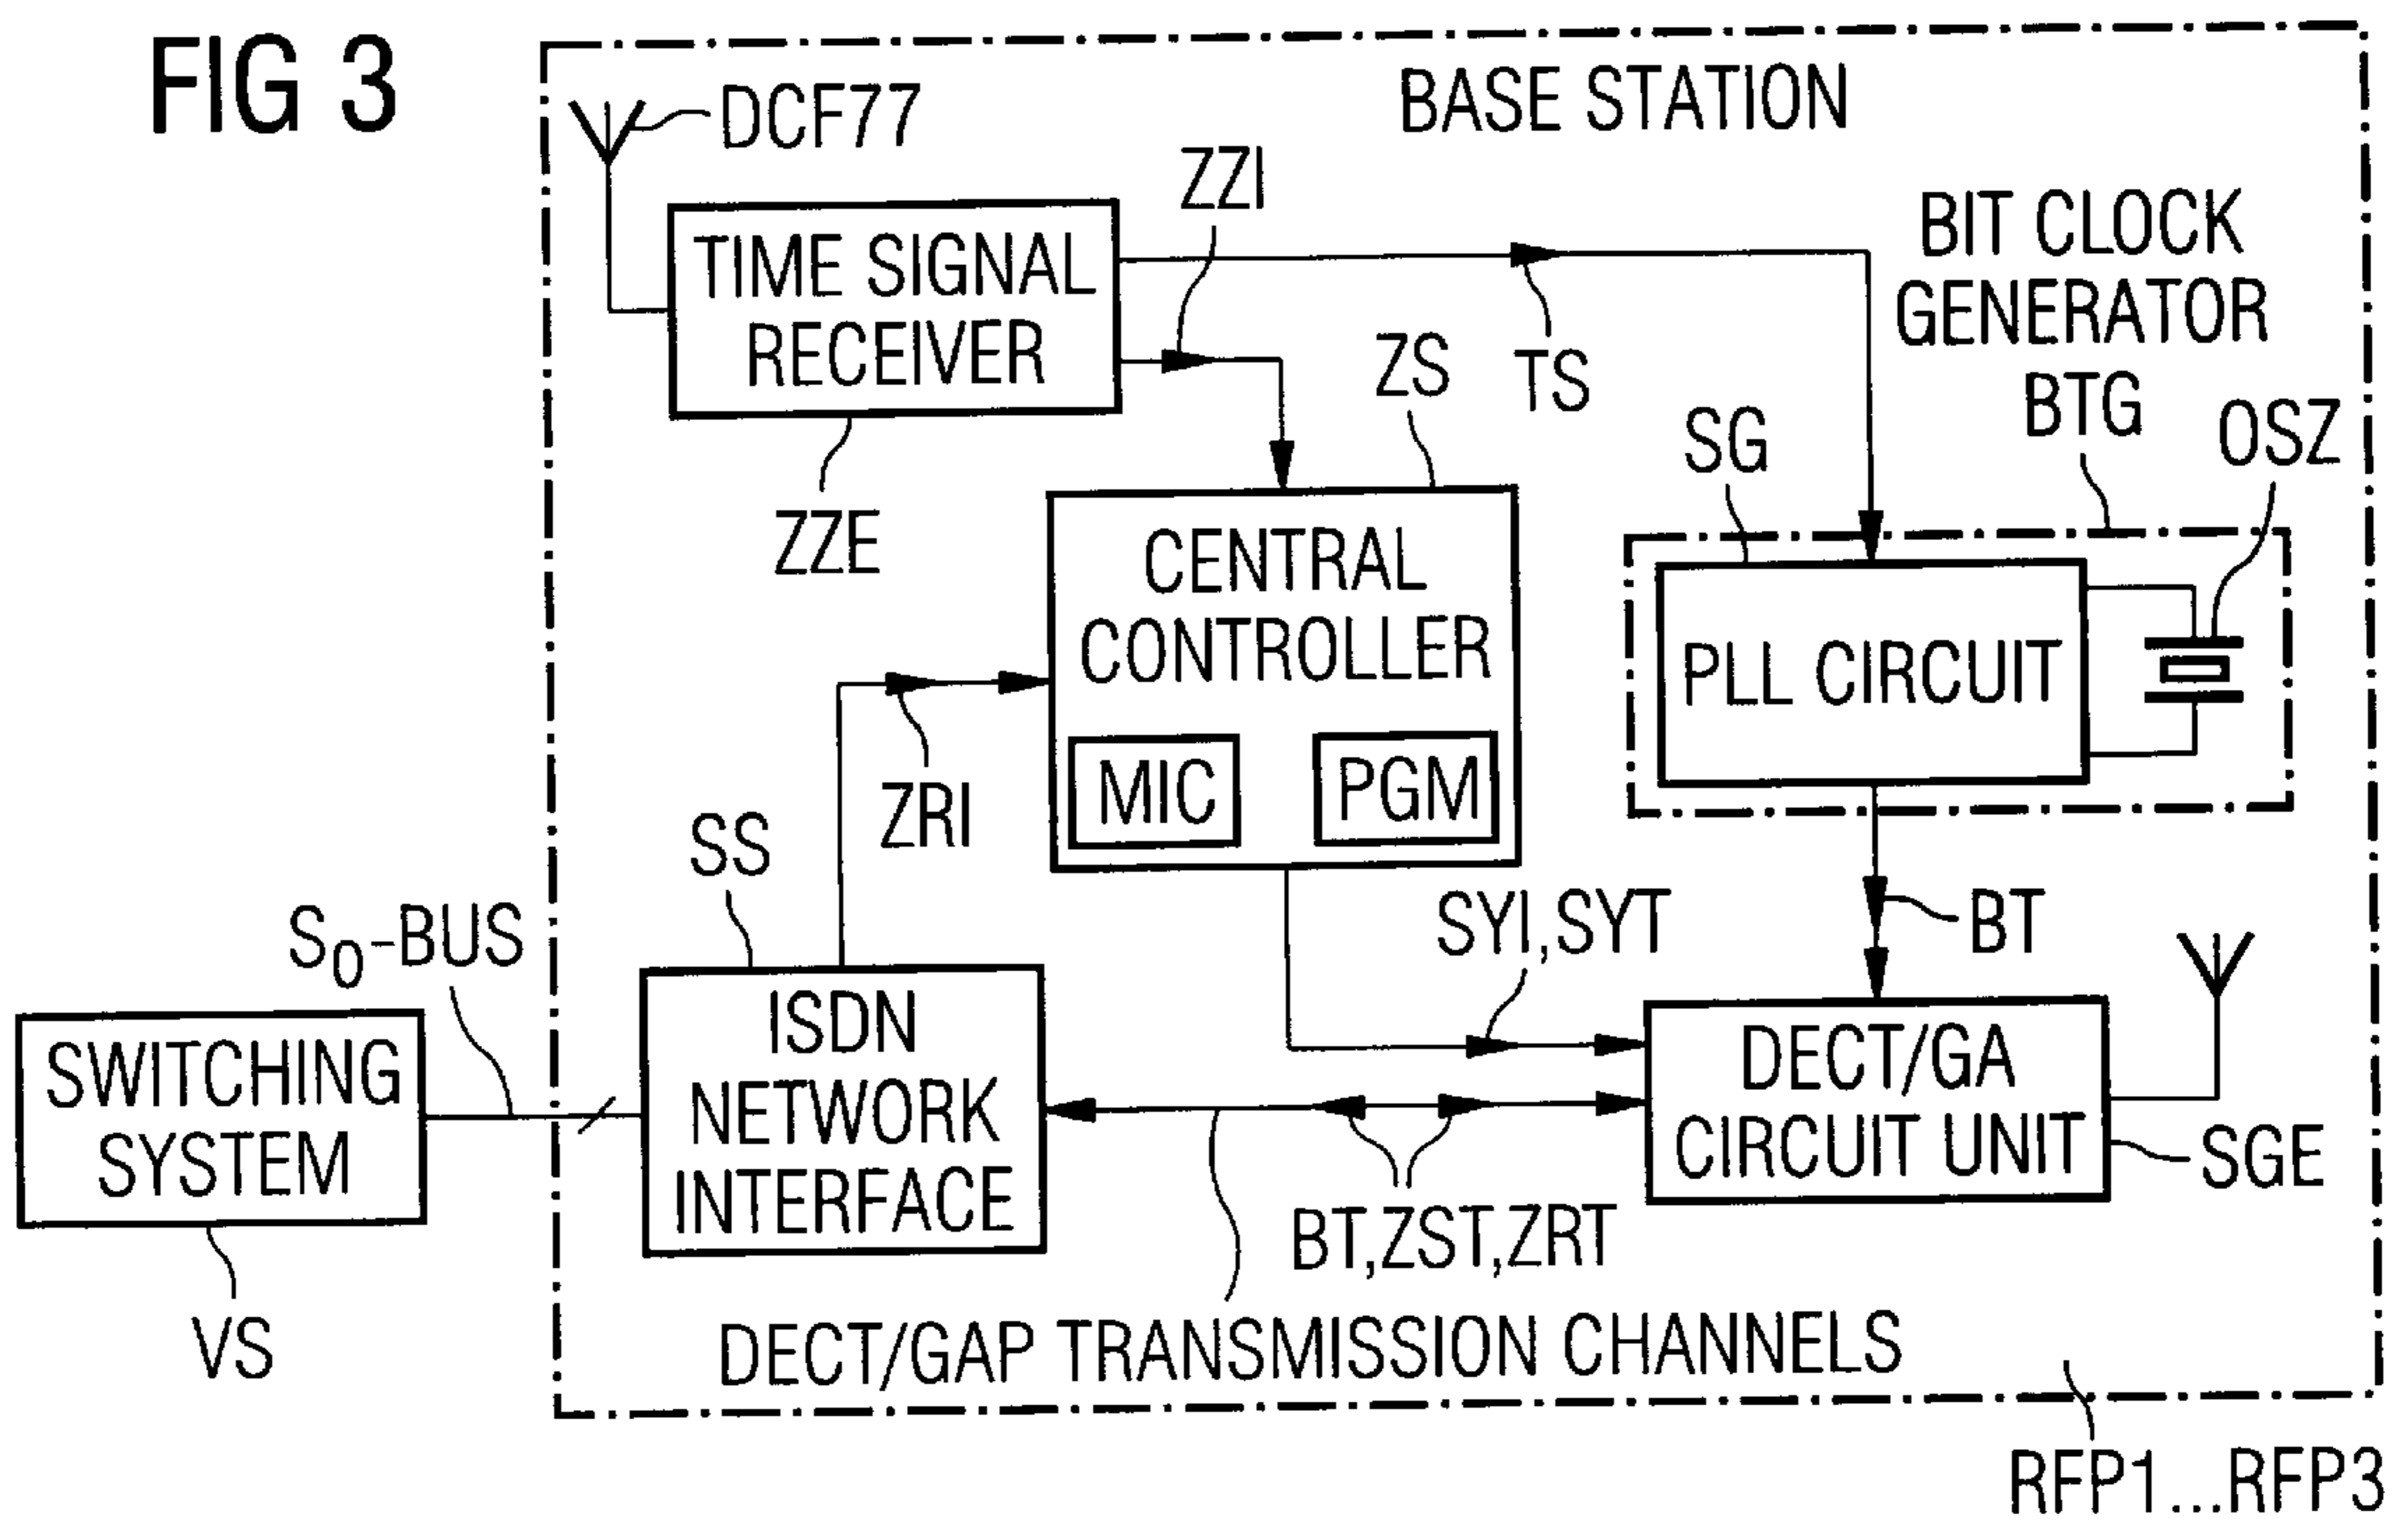 FIG 3
BASE STATION
DCF77
ZZI
BIT CLOCK
GENERATOR
BTG
TIME SIGNAL
RECEIVER
ZS
TS
SG
OSZ
ZZE
CENTRAL
CONTROLLER
PLL CIRCUIT
MIC
PGM
ZRI
SS
SYI,SYT
BT
S0-BUS
ISDN
NETWORK
INTERFACE
DECT/GA
CIRCUIT UNIT
SWITCHING
SYSTEM
SGE
BT,ZST,ZRT
VS
DECT/GAP TRANSMISSION CHANNELS
RFP1...RFP3